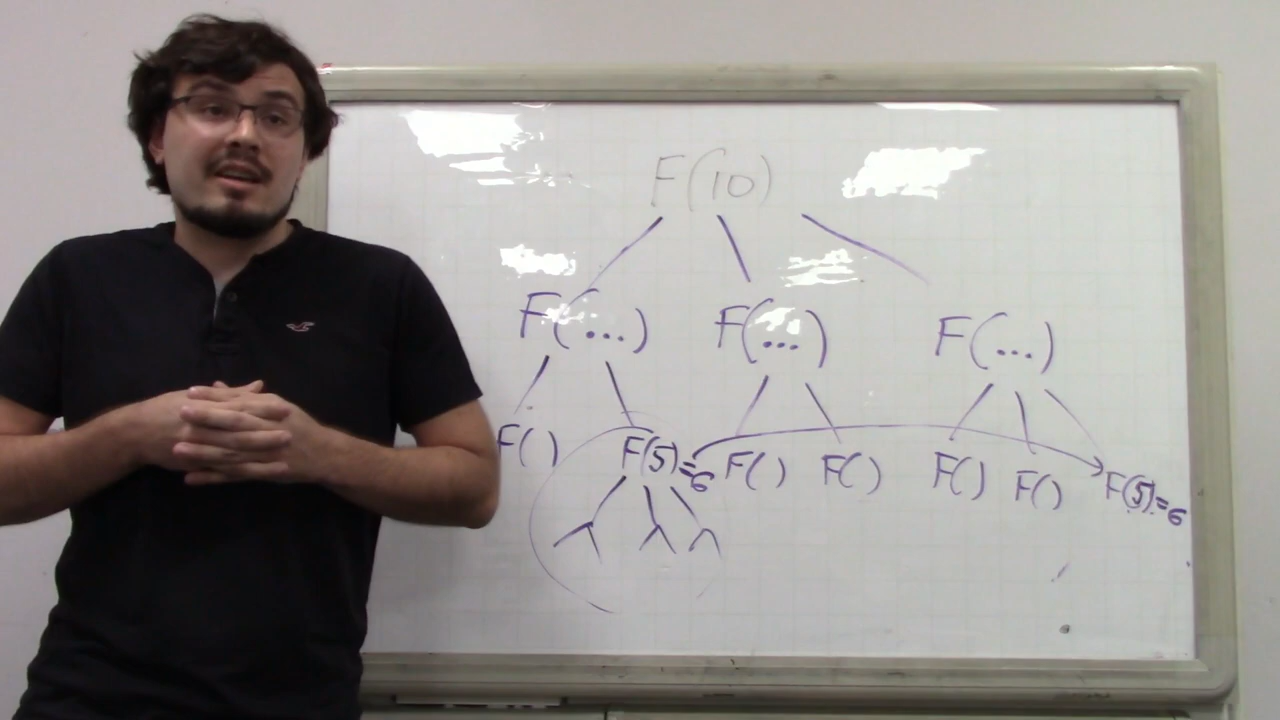 F(10)
F(...) F(...) F(...)
F() F(5)=6 F() F() F() F() F(5)=6